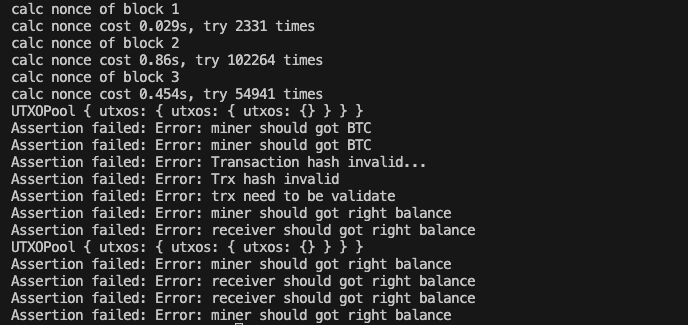 calc nonce of block 1
calc nonce cost 0.029s, try 2331 times
calc nonce of block 2
calc nonce cost 0.86s, try 102264 times
calc nonce of block 3
calc nonce cost 0.454s, try 54941 times
UTXOPool { utxos: { utxos: { utxos: {} } } }
Assertion failed: Error: miner should got BTC
Assertion failed: Error: miner should got BTC
Assertion failed: Error: Transaction hash invalid...
Assertion failed: Error: Trx hash invalid
Assertion failed: Error: trx need to be validate
Assertion failed: Error: miner should got right balance
Assertion failed: Error: receiver should got right balance
UTXOPool { utxos: { utxos: { utxos: {} } } }
Assertion failed: Error: miner should got right balance
Assertion failed: Error: receiver should got right balance
Assertion failed: Error: receiver should got right balance
Assertion failed: Error: miner should got right balance